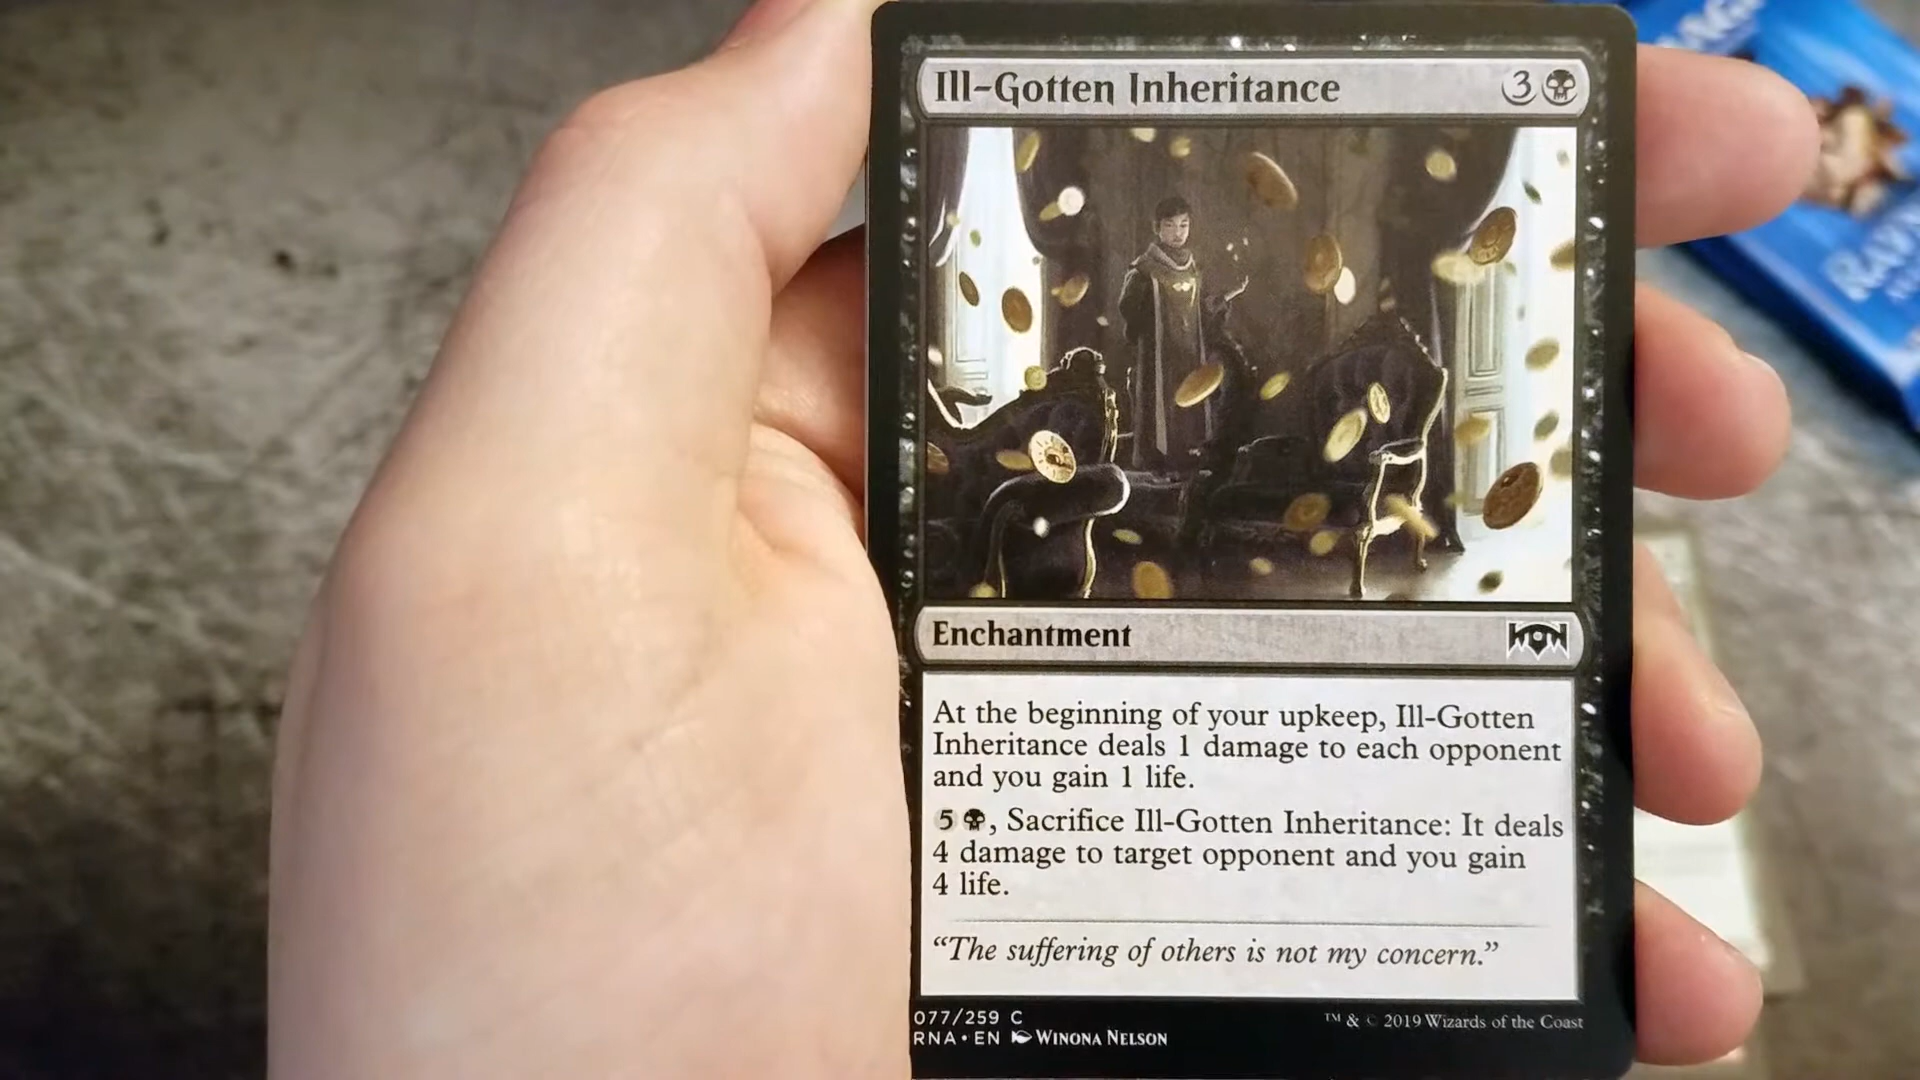 Ill-Gotten Inheritance 3
Enchantment
At the beginning of your upkeep, Ill-Gotten
Inheritance deals 1 damage to each opponent
and you gain 1 life.
5, Sacrifice Ill-Gotten Inheritance: It deals
4 damage to target opponent and you gain
4 life.
“The suffering of others is not my concern.”
077/259 C
RNA • EN Winona Nelson
™ & © 2019 Wizards of the Coast